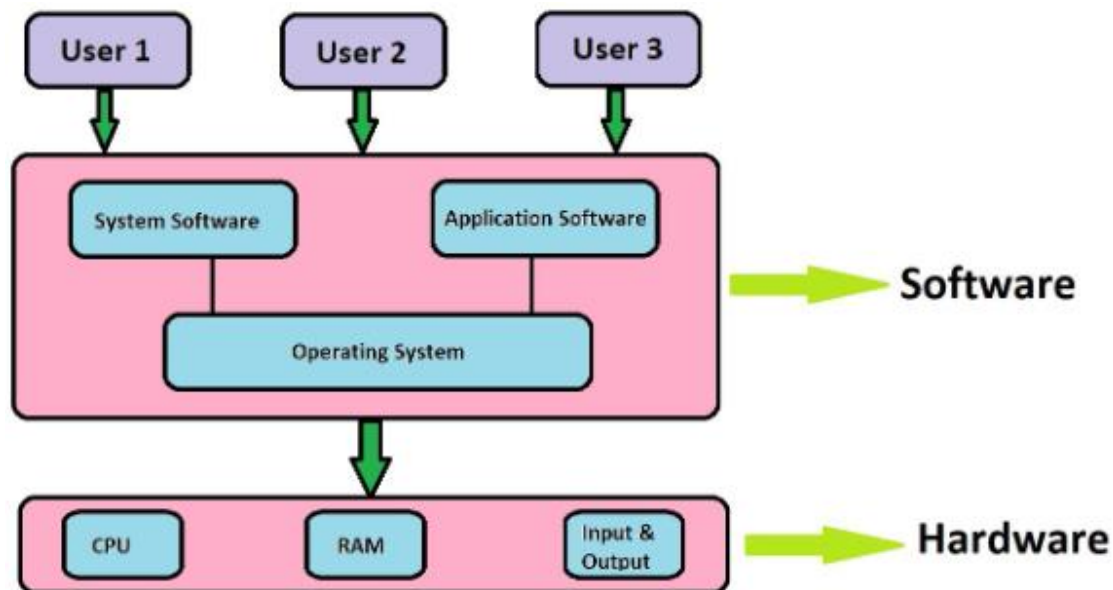 User 1
User 2
User 3
System Software
Application Software
Software
Operating System
CPU
RAM
Input &
Output
Hardware